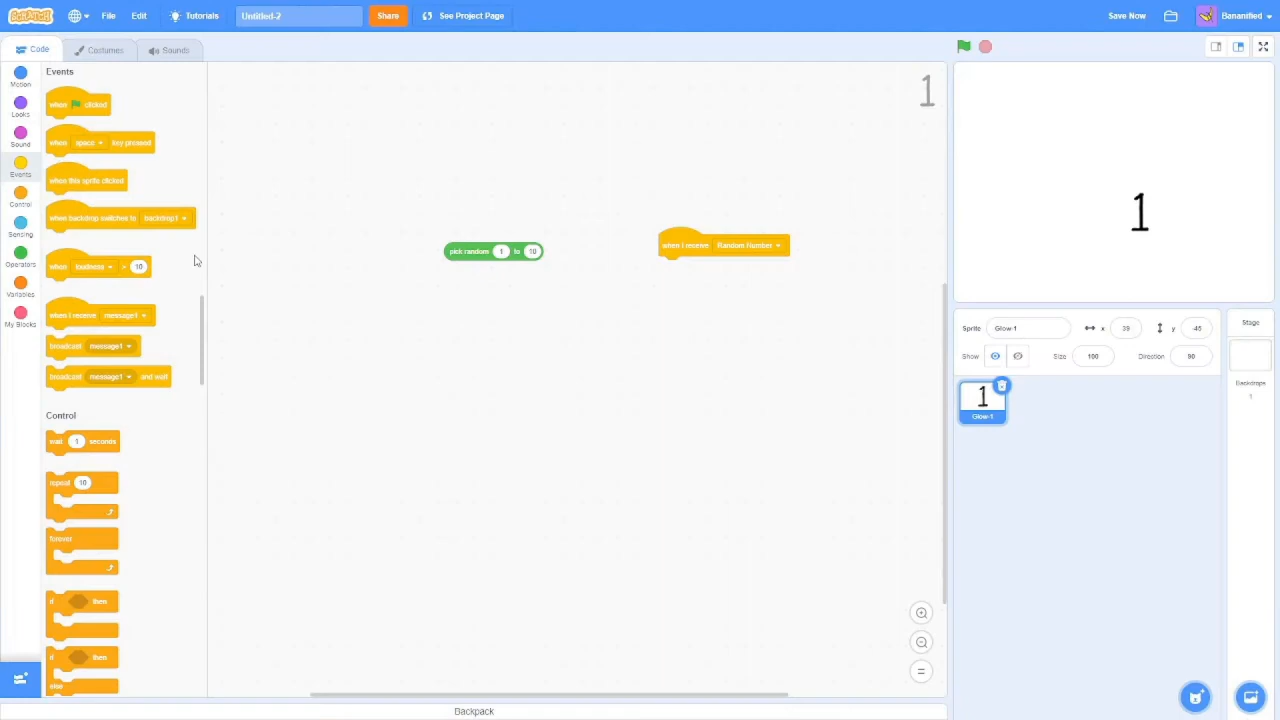 SCRATCH File Edit Tutorials Untitled-2 Share See Project Page Save Now Bananified
Code Costumes Sounds
Motion
Looks
Sound
Events
Control
Sensing
Operators
Variables
My Blocks
Events
when clicked
when space key pressed
when this sprite clicked
when backdrop switches to backdrop1
when loudness > 10
when I receive message1
broadcast message1
broadcast message1 and wait
Control
wait 1 seconds
repeat 10
forever
if then
if then
else
pick random 1 to 10
when I receive Random Number
1
1
Sprite Glow-1 x 39 y -45
Show Size 100 Direction 90
1
Glow-1
Stage
Backdrops
1
Backpack